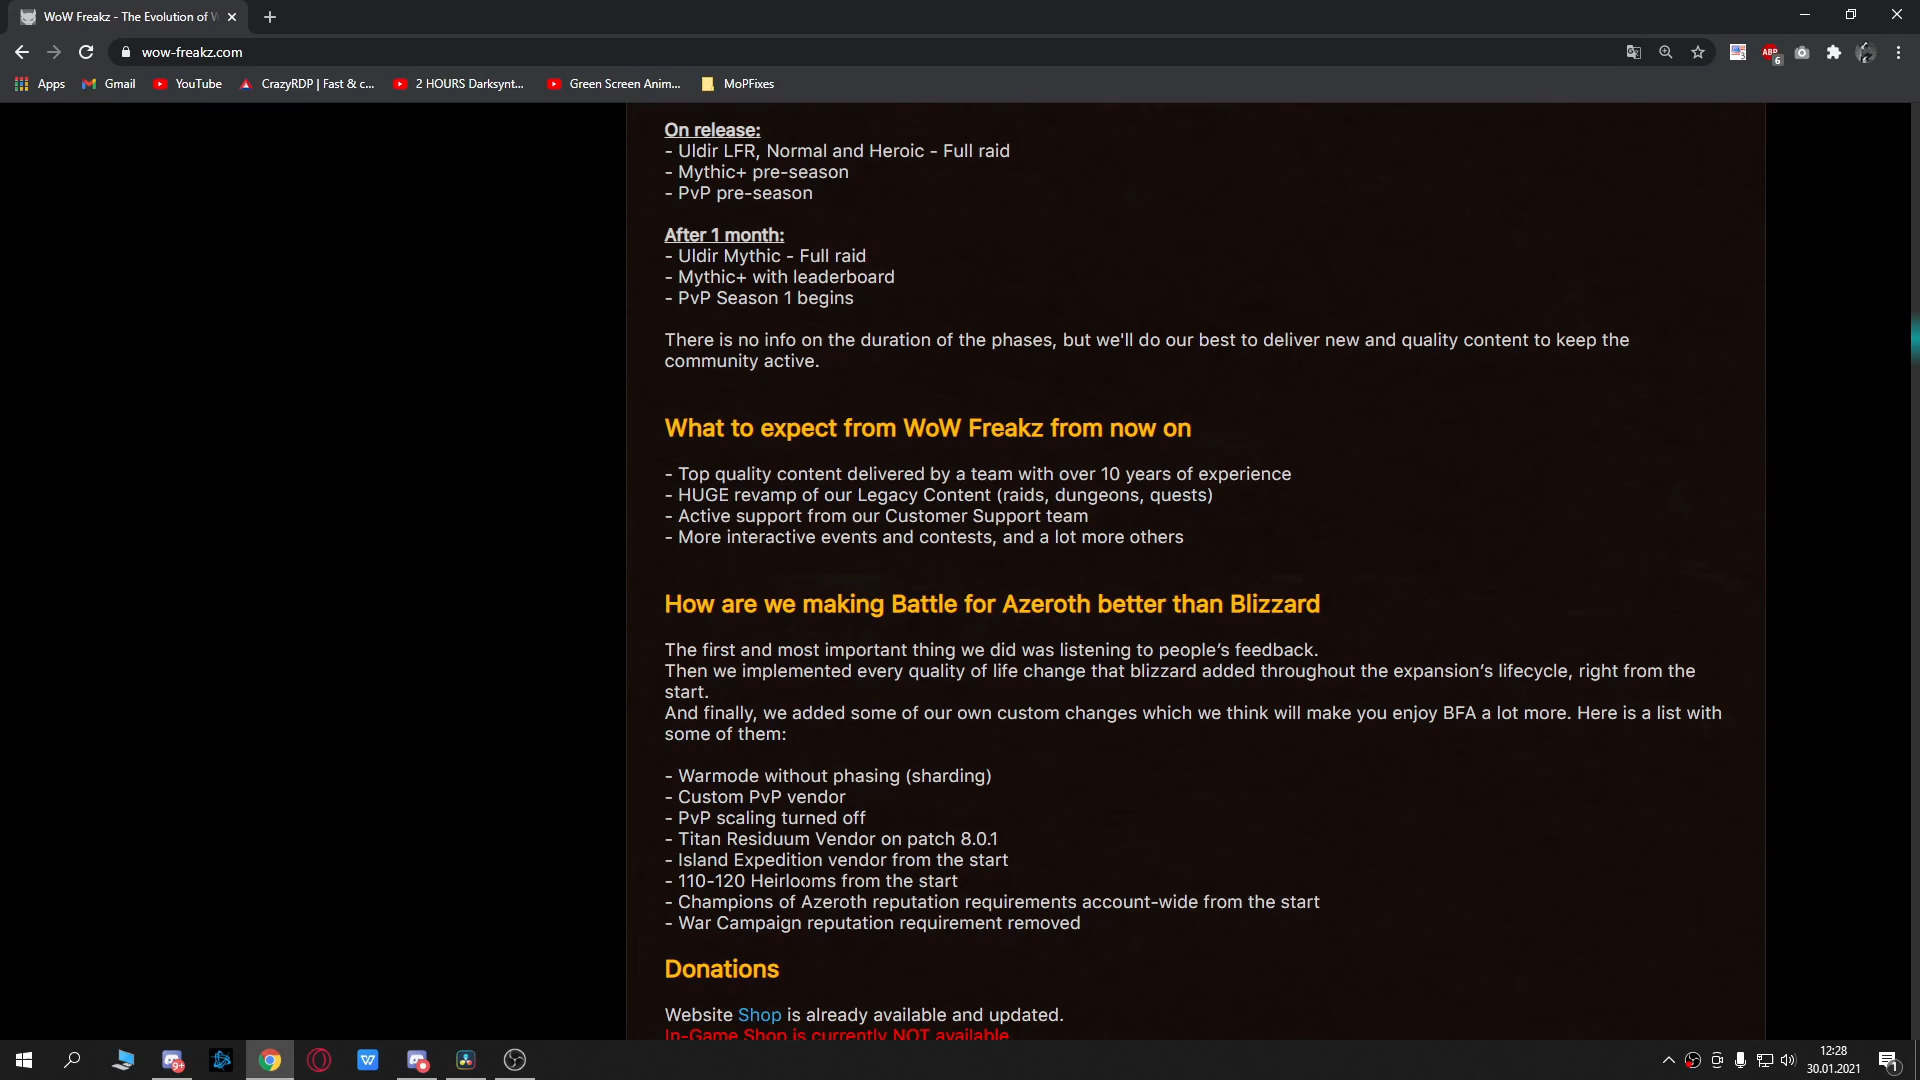 WoW Freakz - The Evolution of W
wow-freakz.com
ABP
6
Apps
Gmail
YouTube
CrazyRDP | Fast & c...
2 HOURS Darksynt...
Green Screen Anim...
MoPFixes
On release:
- Uldir LFR, Normal and Heroic - Full raid
- Mythic+ pre-season
- PvP pre-season
After 1 month:
- Uldir Mythic - Full raid
- Mythic+ with leaderboard
- PvP Season 1 begins
There is no info on the duration of the phases, but we'll do our best to deliver new and quality content to keep the
community active.
What to expect from WoW Freakz from now on
- Top quality content delivered by a team with over 10 years of experience
- HUGE revamp of our Legacy Content (raids, dungeons, quests)
- Active support from our Customer Support team
- More interactive events and contests, and a lot more others
How are we making Battle for Azeroth better than Blizzard
The first and most important thing we did was listening to people’s feedback.
Then we implemented every quality of life change that blizzard added throughout the expansion’s lifecycle, right from the
start.
And finally, we added some of our own custom changes which we think will make you enjoy BFA a lot more. Here is a list with
some of them:
- Warmode without phasing (sharding)
- Custom PvP vendor
- PvP scaling turned off
- Titan Residuum Vendor on patch 8.0.1
- Island Expedition vendor from the start
- 110-120 Heirlooms from the start
- Champions of Azeroth reputation requirements account-wide from the start
- War Campaign reputation requirement removed
Donations
Website Shop is already available and updated.
In-Game Shop is currently NOT available
9+
W
12:28
30.01.2021
1